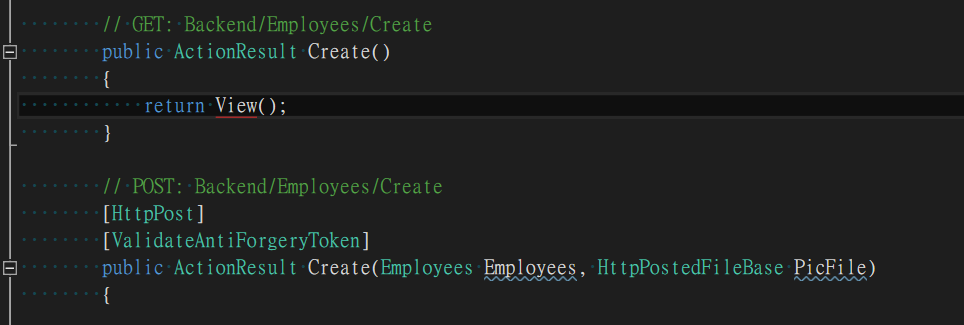 // GET: Backend/Employees/Create
public ActionResult Create()
{
return View();
}
// POST: Backend/Employees/Create
[HttpPost]
[ValidateAntiForgeryToken]
public ActionResult Create(Employees Employees, HttpPostedFileBase PicFile)
{